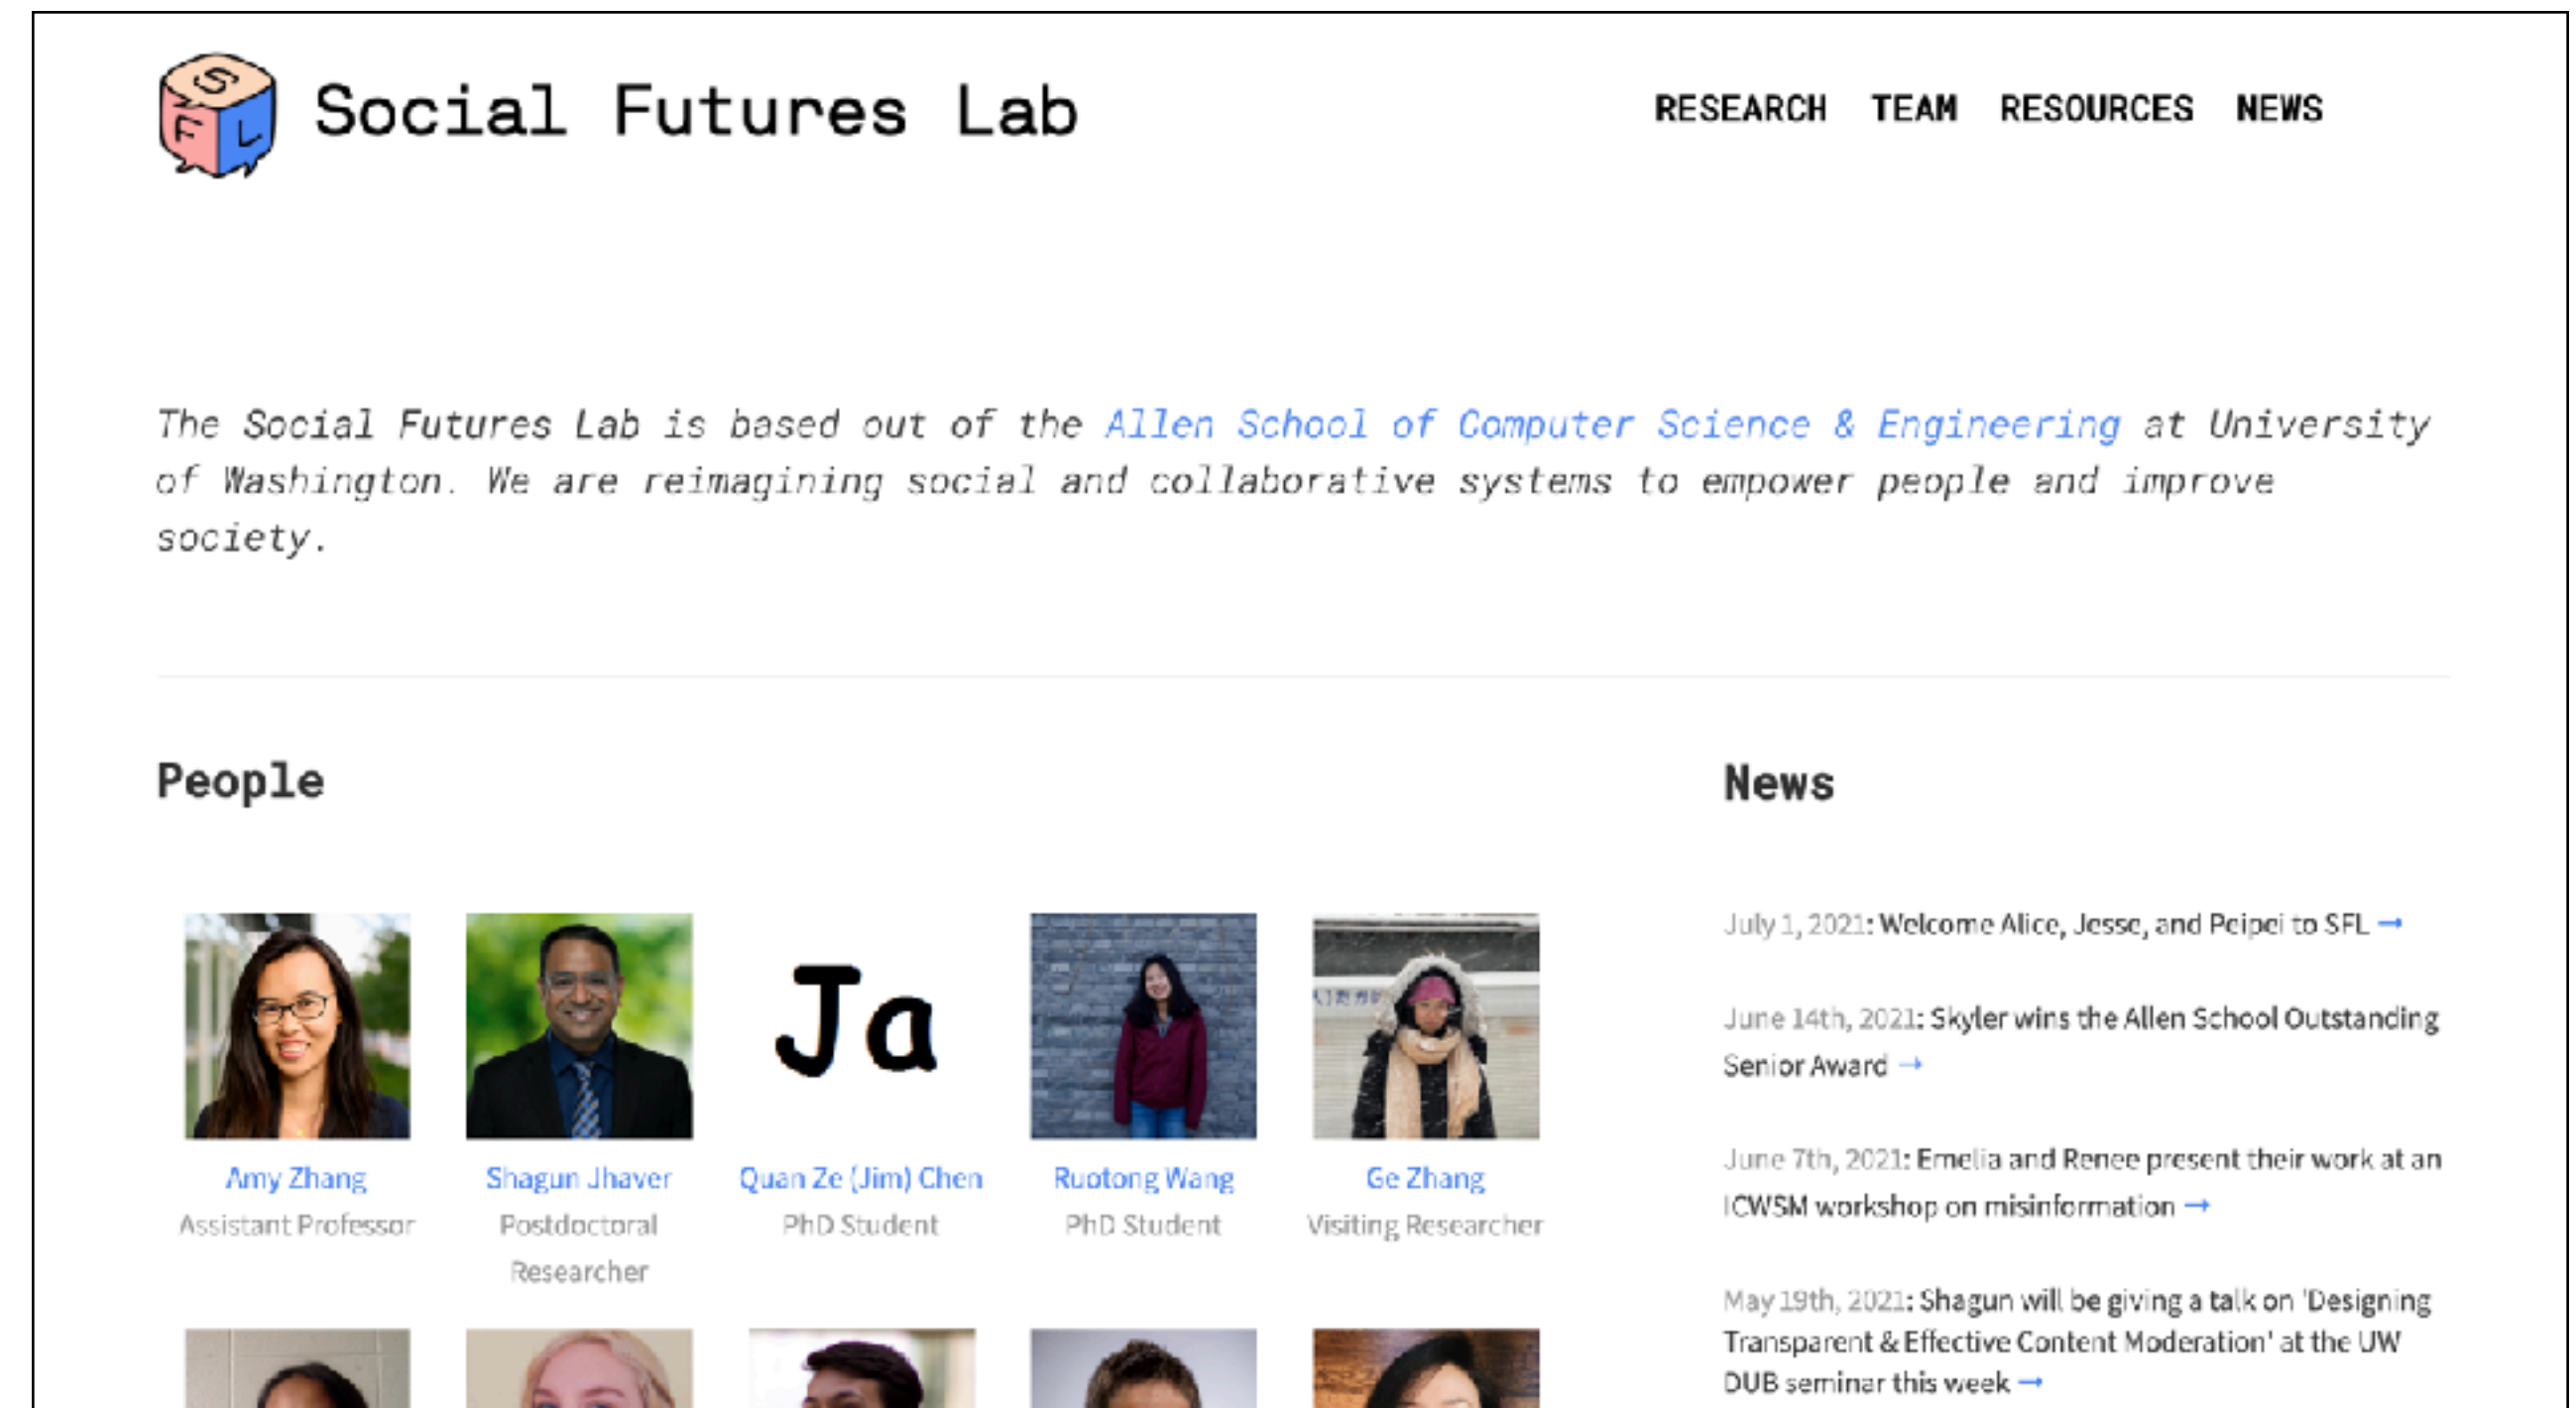 S
F L
Social Futures Lab
RESEARCH TEAM RESOURCES NEWS
The Social Futures Lab is based out of the Allen School of Computer Science & Engineering at University
of Washington. We are reimagining social and collaborative systems to empower people and improve
society.
People
Ja
Amy Zhang
Assistant Professor
Shagun Jhaver
Postdoctoral
Researcher
Quan Ze (Jim) Chen
PhD Student
Ruotong Wang
PhD Student
Ge Zhang
Visiting Researcher
News
July 1, 2021: Welcome Alice, Jesse, and Peipei to SFL →
June 14th, 2021: Skyler wins the Allen School Outstanding
Senior Award →
June 7th, 2021: Emelia and Renee present their work at an
ICWSM workshop on misinformation →
May 19th, 2021: Shagun will be giving a talk on 'Designing
Transparent & Effective Content Moderation' at the UW
DUB seminar this week →